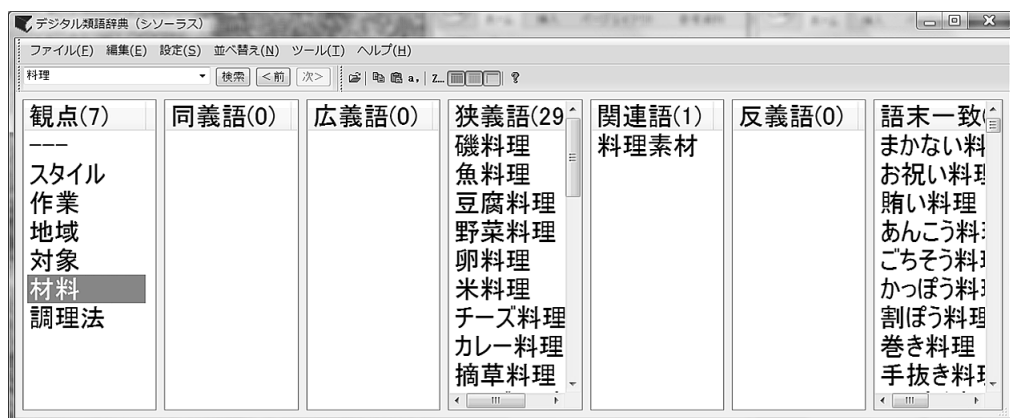 デジタル類語辞典（シソーラス）
ファイル(F) 編集(E) 設定(S) 並べ替え(N) ツール(T) ヘルプ(H)
料理 検索 <前 次>
観点(7)
---
スタイル
作業
地域
対象
材料
調理法
同義語(0)
広義語(0)
狭義語(29
磯料理
魚料理
豆腐料理
野菜料理
卵料理
米料理
チーズ料理
カレー料理
摘草料理
関連語(1)
料理素材
反義語(0)
語末一致(
まかない料
お祝い料理
賄い料理
あんこう料
ごちそう料
かっぽう料
割ぽう料理
巻き料理
手抜き料理